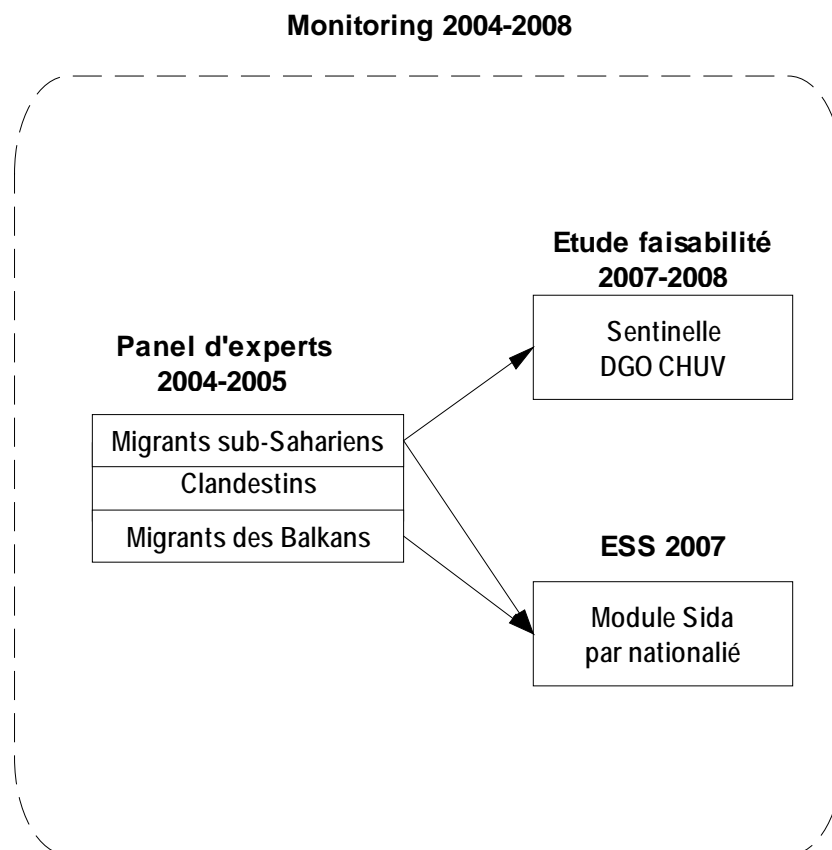 Monitoring 2004-2008
Etude faisabilité
2007-2008
Sentinelle
DGO CHUV
Panel d'experts
2004-2005
Migrants sub-Sahariens
Clandestins
Migrants des Balkans
ESS 2007
Module Sida
par nationalié